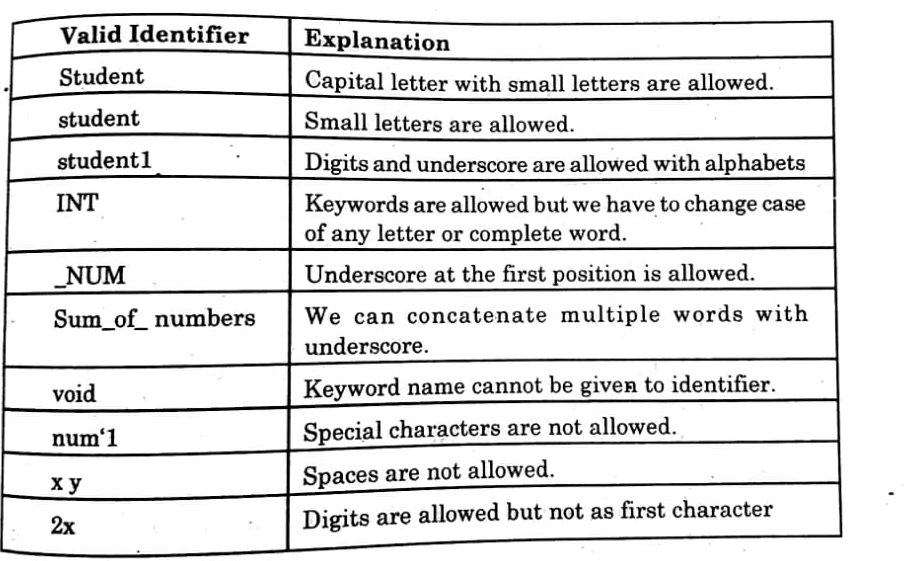 Valid Identifier Explanation
Student Capital letter with small letters are allowed.
student Small letters are allowed.
student1 Digits and underscore are allowed with alphabets
INT Keywords are allowed but we have to change case
of any letter or complete word.
_NUM Underscore at the first position is allowed.
Sum_of_ numbers We can concatenate multiple words with
underscore.
void Keyword name cannot be given to identifier.
num‘1 Special characters are not allowed.
x y Spaces are not allowed.
2x Digits are allowed but not as first character